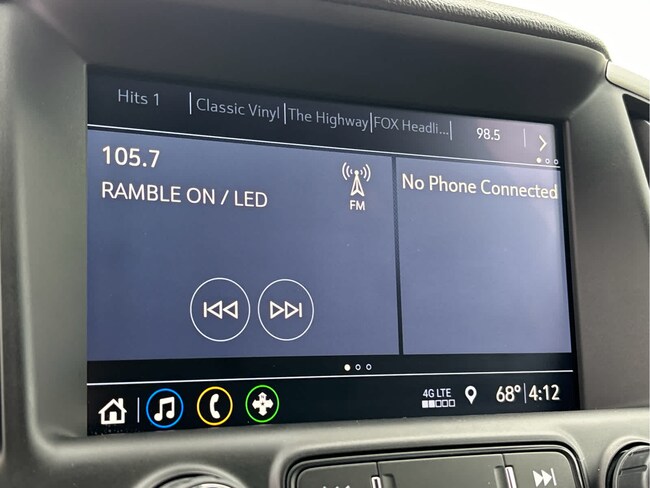 Hits 1 Classic Vinyl The Highway FOX Headli... 98.5
105.7
RAMBLE ON / LED
FM
No Phone Connected
4G LTE 68° 4:12